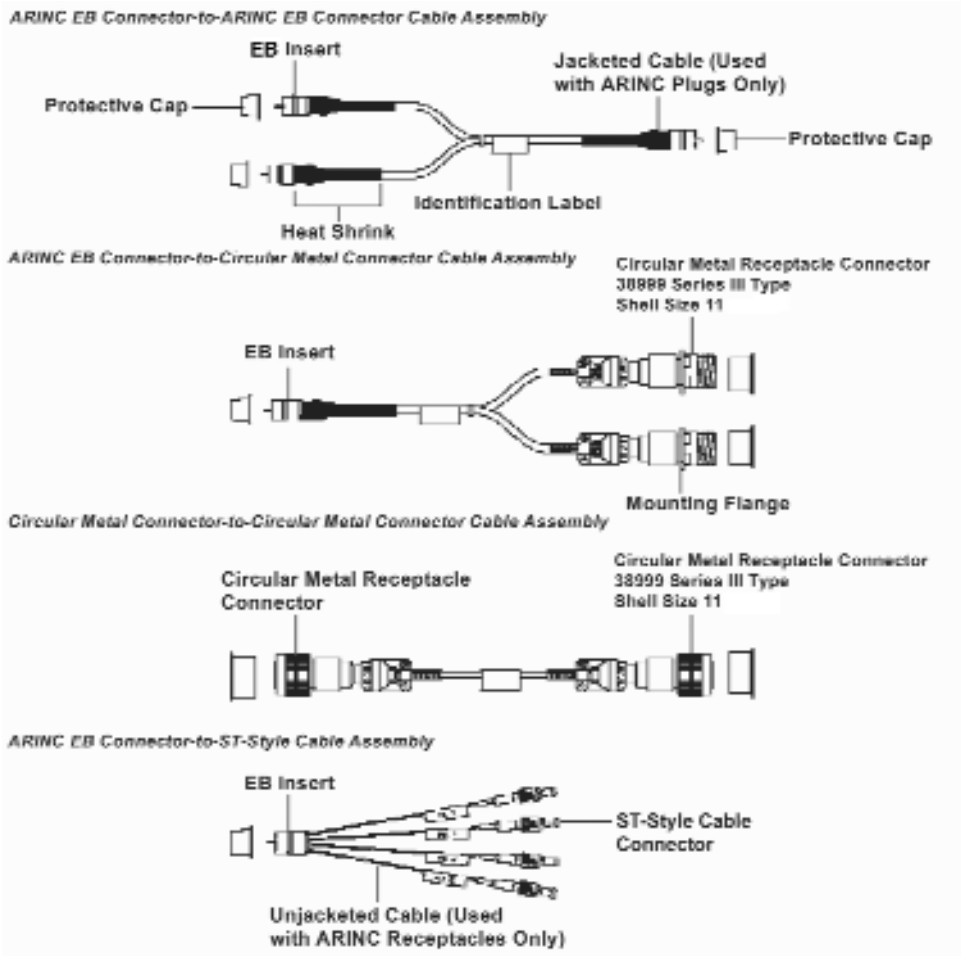 ARINC EB Connector-to-ARINC EB Connector Cable Assembly
EB Insert
Jacketed Cable (Used
with ARINC Plugs Only)
Protective Cap
Protective Cap
Identification Label
Heat Shrink
ARINC EB Connector-to-Circular Metal Connector Cable Assembly
Circular Metal Receptacle Connector
38999 Series III Type
Shell Size 11
EB Insert
Mounting Flange
Circular Metal Connector-to-Circular Metal Connector Cable Assembly
Circular Metal Receptacle
Connector
Circular Metal Receptacle Connector
38999 Series III Type
Shell Size 11
ARINC EB Connector-to-ST-Style Cable Assembly
EB Insert
ST-Style Cable
Connector
Unjacketed Cable (Used
with ARINC Receptacles Only)